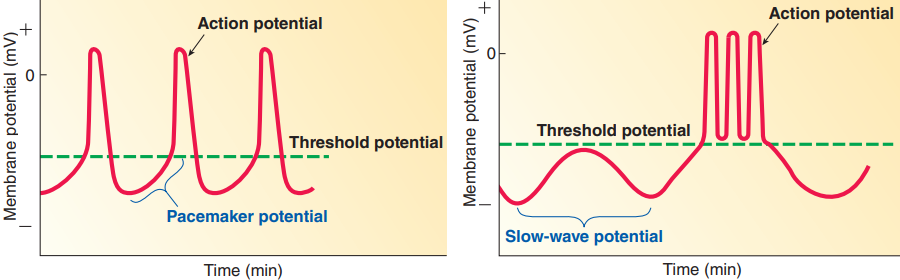 Membrane potential (mV)
+
0
–
Action potential
Threshold potential
Pacemaker potential
Time (min)
Membrane potential (mV)
+
0
–
Action potential
Threshold potential
Slow-wave potential
Time (min)